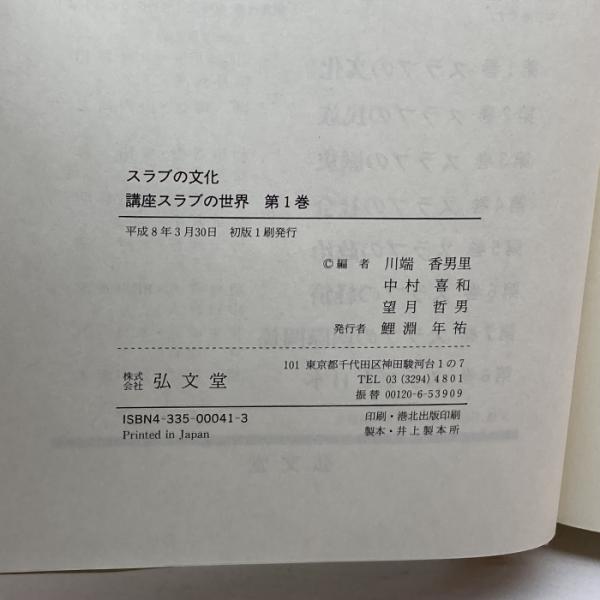 スラブの文化
講座スラブの世界 第1巻
平成8年3月30日 初版1刷発行
©編者 川端 香男里
中村 喜和
望月 哲男
発行者 鯉淵 年祐
株式会社 弘文堂
101 東京都千代田区神田駿河台1の7
TEL 03(3294)4801
振替 00120-6-53909
ISBN4-335-00041-3
Printed in Japan
印刷・港北出版印刷
製本・井上製本所